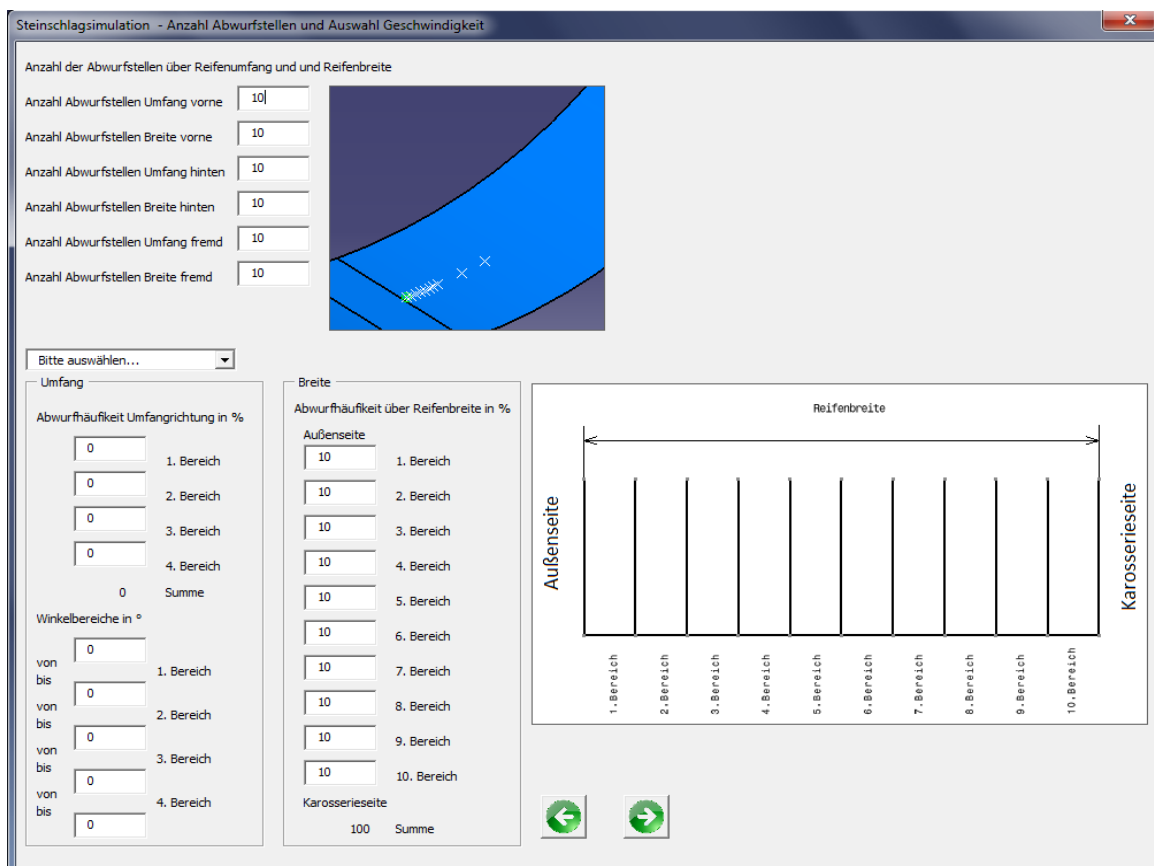 Steinschlagsimulation - Anzahl Abwurfstellen und Auswahl Geschwindigkeit
Anzahl der Abwurfstellen über Reifenumfang und und Reifenbreite
Anzahl Abwurfstellen Umfang vorne 10
Anzahl Abwurfstellen Breite vorne 10
Anzahl Abwurfstellen Umfang hinten 10
Anzahl Abwurfstellen Breite hinten 10
Anzahl Abwurfstellen Umfang fremd 10
Anzahl Abwurfstellen Breite fremd 10
Bitte auswählen...
Umfang
Abwurfhäufikeit Umfangrichtung in %
0
1. Bereich
0
2. Bereich
0
3. Bereich
0
4. Bereich
0 Summe
Winkelbereiche in °
0
von
bis
1. Bereich
0
von
bis
2. Bereich
0
von
bis
3. Bereich
0
von
bis
4. Bereich
0
Breite
Abwurfhäufikeit über Reifenbreite in %
Außenseite
10 1. Bereich
10 2. Bereich
10 3. Bereich
10 4. Bereich
10 5. Bereich
10 6. Bereich
10 7. Bereich
10 8. Bereich
10 9. Bereich
10 10. Bereich
Karosserieseite
100 Summe
Reifenbreite
Außenseite
Karosserieseite
1.Bereich
2.Bereich
3.Bereich
4.Bereich
5.Bereich
6.Bereich
7.Bereich
8.Bereich
9.Bereich
10.Bereich